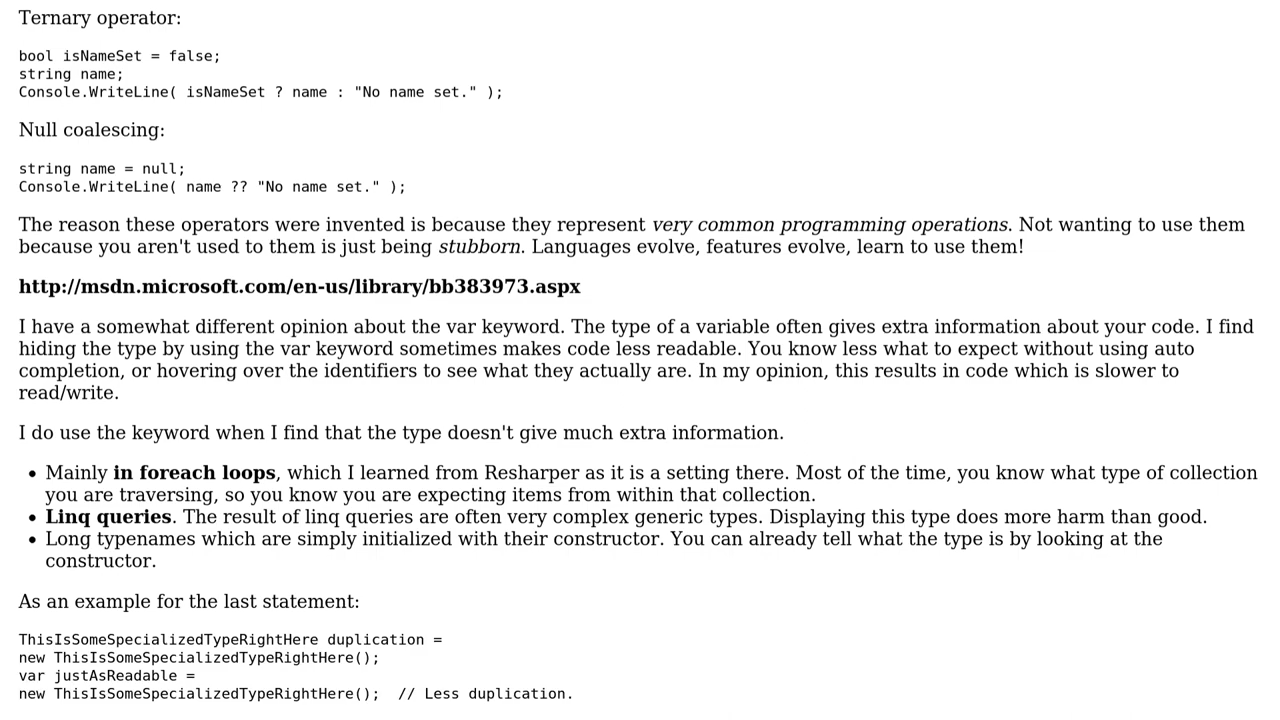 Ternary operator:
bool isNameSet = false;
string name;
Console.WriteLine( isNameSet ? name : "No name set." );
Null coalescing:
string name = null;
Console.WriteLine( name ?? "No name set." );
The reason these operators were invented is because they represent very common programming operations. Not wanting to use them
because you aren't used to them is just being stubborn. Languages evolve, features evolve, learn to use them!
http://msdn.microsoft.com/en-us/library/bb383973.aspx
I have a somewhat different opinion about the var keyword. The type of a variable often gives extra information about your code. I find
hiding the type by using the var keyword sometimes makes code less readable. You know less what to expect without using auto
completion, or hovering over the identifiers to see what they actually are. In my opinion, this results in code which is slower to
read/write.
I do use the keyword when I find that the type doesn't give much extra information.
• Mainly in foreach loops, which I learned from Resharper as it is a setting there. Most of the time, you know what type of collection
you are traversing, so you know you are expecting items from within that collection.
• Linq queries. The result of linq queries are often very complex generic types. Displaying this type does more harm than good.
• Long typenames which are simply initialized with their constructor. You can already tell what the type is by looking at the
constructor.
As an example for the last statement:
ThisIsSomeSpecializedTypeRightHere duplication =
new ThisIsSomeSpecializedTypeRightHere();
var justAsReadable =
new ThisIsSomeSpecializedTypeRightHere();  // Less duplication.